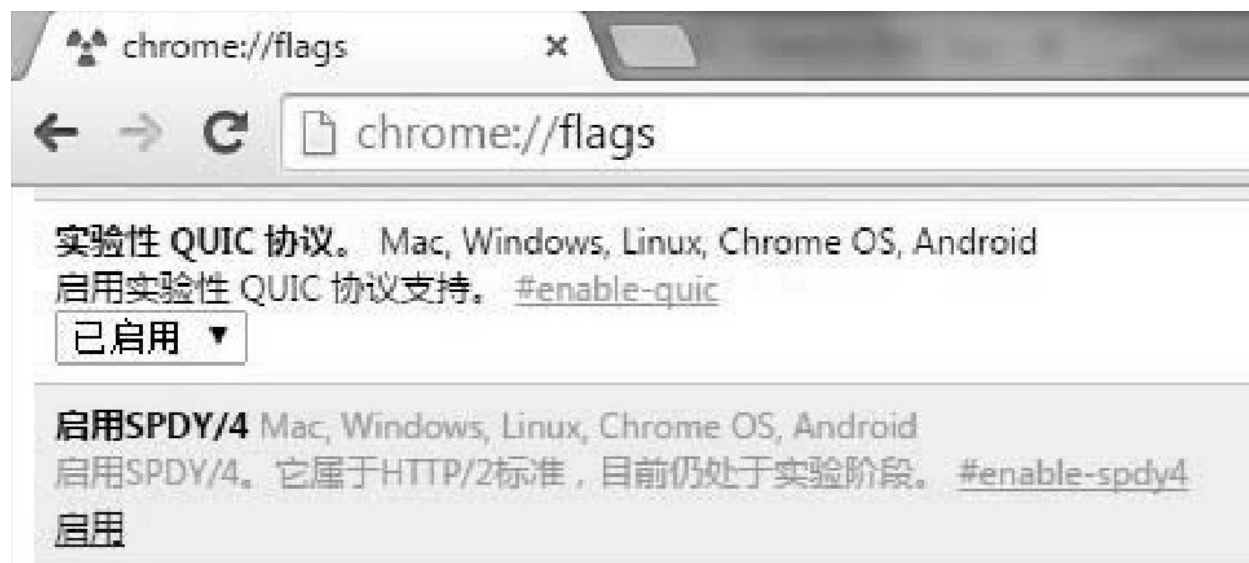 chrome://flags
chrome://flags
实验性 QUIC 协议。 Mac, Windows, Linux, Chrome OS, Android
启用实验性 QUIC 协议支持。 #enable-quic
已启用
启用SPDY/4 Mac, Windows, Linux, Chrome OS, Android
启用SPDY/4。它属于HTTP/2标准，目前仍处于实验阶段。 #enable-spdy4
启用